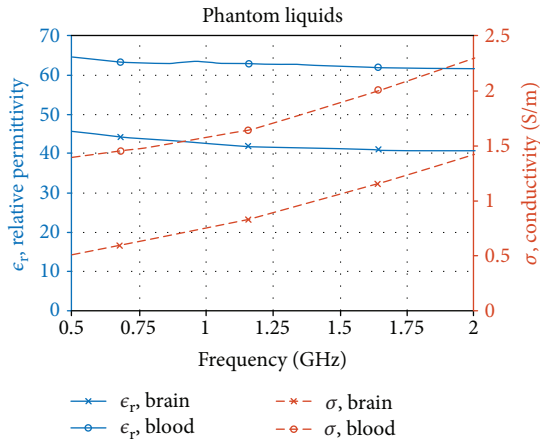 Phantom liquids
70
60
50
40
30
20
10
0
ϵr, relative permittivity
2.5
2
1.5
1
0.5
0
σ, conductivity (S/m)
0.5 0.75 1 1.25 1.5 1.75 2
Frequency (GHz)
ϵr, brain
ϵr, blood
σ, brain
σ, blood